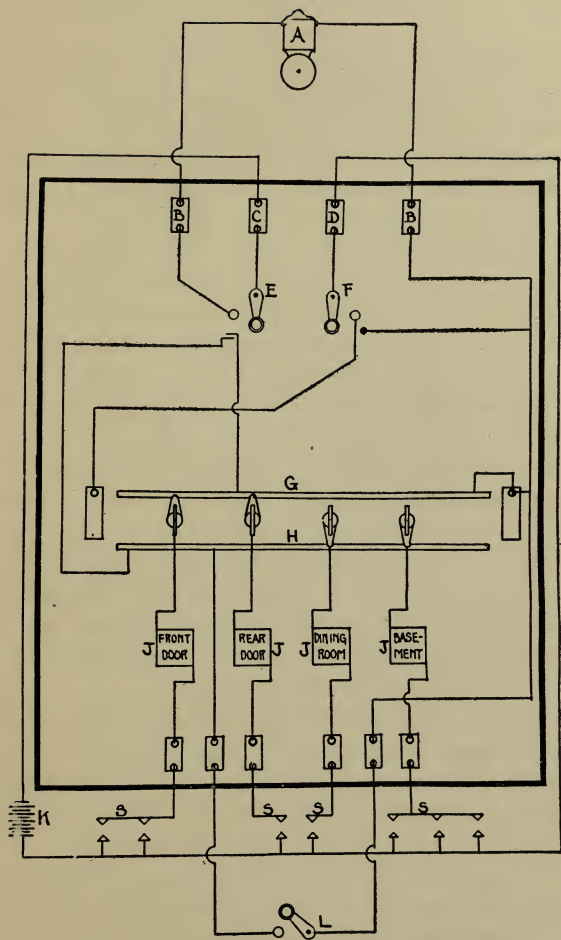 A
B
C
D
B
E
F
G
H
J
FRONT
DOOR
J
REAR
DOOR
J
DINING
ROOM
J
BASE-
MENT
K
S
S
S
S
L